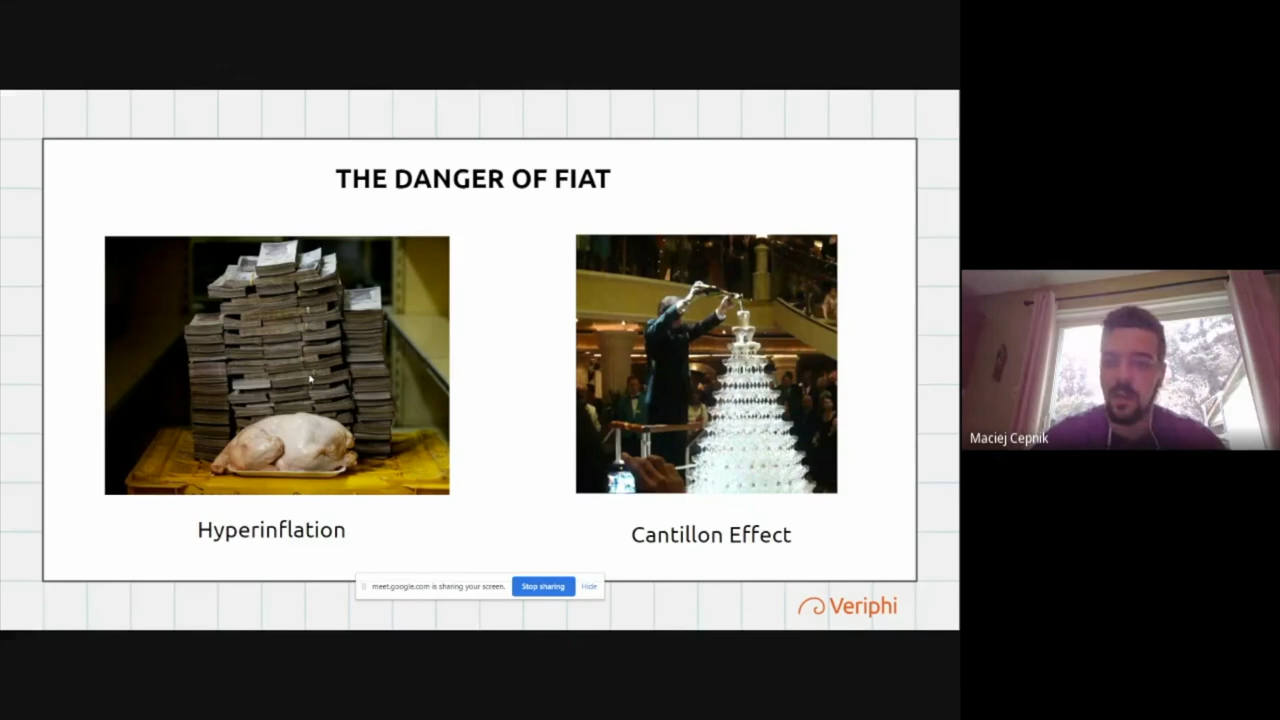 THE DANGER OF FIAT
Hyperinflation
Cantillon Effect
meet.google.com is sharing your screen.
Stop sharing
Hide
Veriphi
Maciej Cepnik